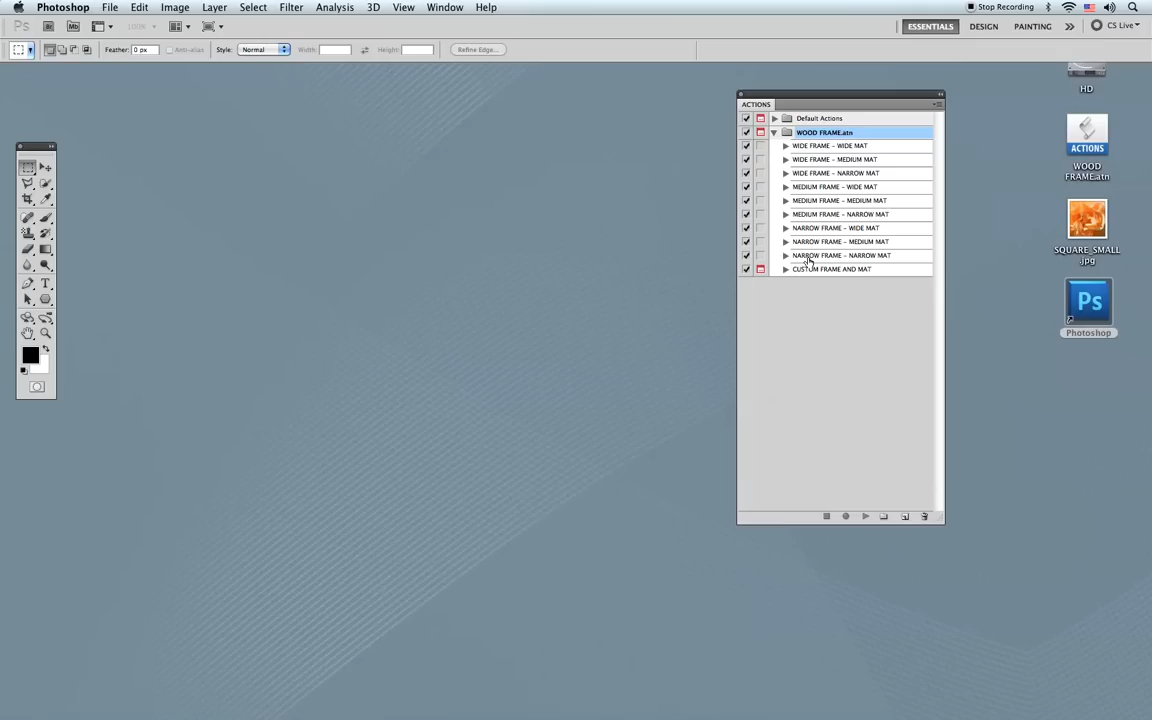 Photoshop File Edit Image Layer Select Filter Analysis 3D View Window Help Stop Recording
Ps Br Mb 100% ESSENTIALS DESIGN PAINTING CS Live
Feather: 0 px Anti-alias Style: Normal Width: Height: Refine Edge...
HD
ACTIONS
Default Actions
WOOD FRAME.atn
WIDE FRAME - WIDE MAT
WIDE FRAME - MEDIUM MAT
WIDE FRAME - NARROW MAT
MEDIUM FRAME - WIDE MAT
MEDIUM FRAME - MEDIUM MAT
MEDIUM FRAME - NARROW MAT
NARROW FRAME - WIDE MAT
NARROW FRAME - MEDIUM MAT
NARROW FRAME - NARROW MAT
CUSTOM FRAME AND MAT
ACTIONS
WOOD
FRAME.atn
SQUARE_SMALL
.jpg
Ps
Photoshop
T